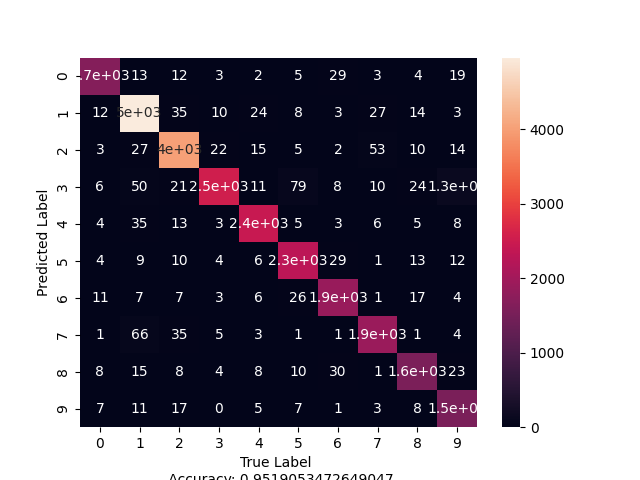 0 .7e+03 13 12 3 2 5 29 3 4 19
1 12 5e+03 35 10 24 8 3 27 14 3
2 3 27 4e+03 22 15 5 2 53 10 14
3 6 50 21 2.5e+03 11 79 8 10 24 1.3e+0
4 4 35 13 3 2.4e+03 5 3 6 5 8
5 4 9 10 4 6 2.3e+03 29 1 13 12
6 11 7 7 3 6 26 1.9e+03 1 17 4
7 1 66 35 5 3 1 1 1.9e+03 1 4
8 8 15 8 4 8 10 30 1 1.6e+03 23
9 7 11 17 0 5 7 1 3 8 1.5e+0
0 1 2 3 4 5 6 7 8 9
Predicted Label
True Label
Accuracy: 0.9519053472649047
4000
3000
2000
1000
0